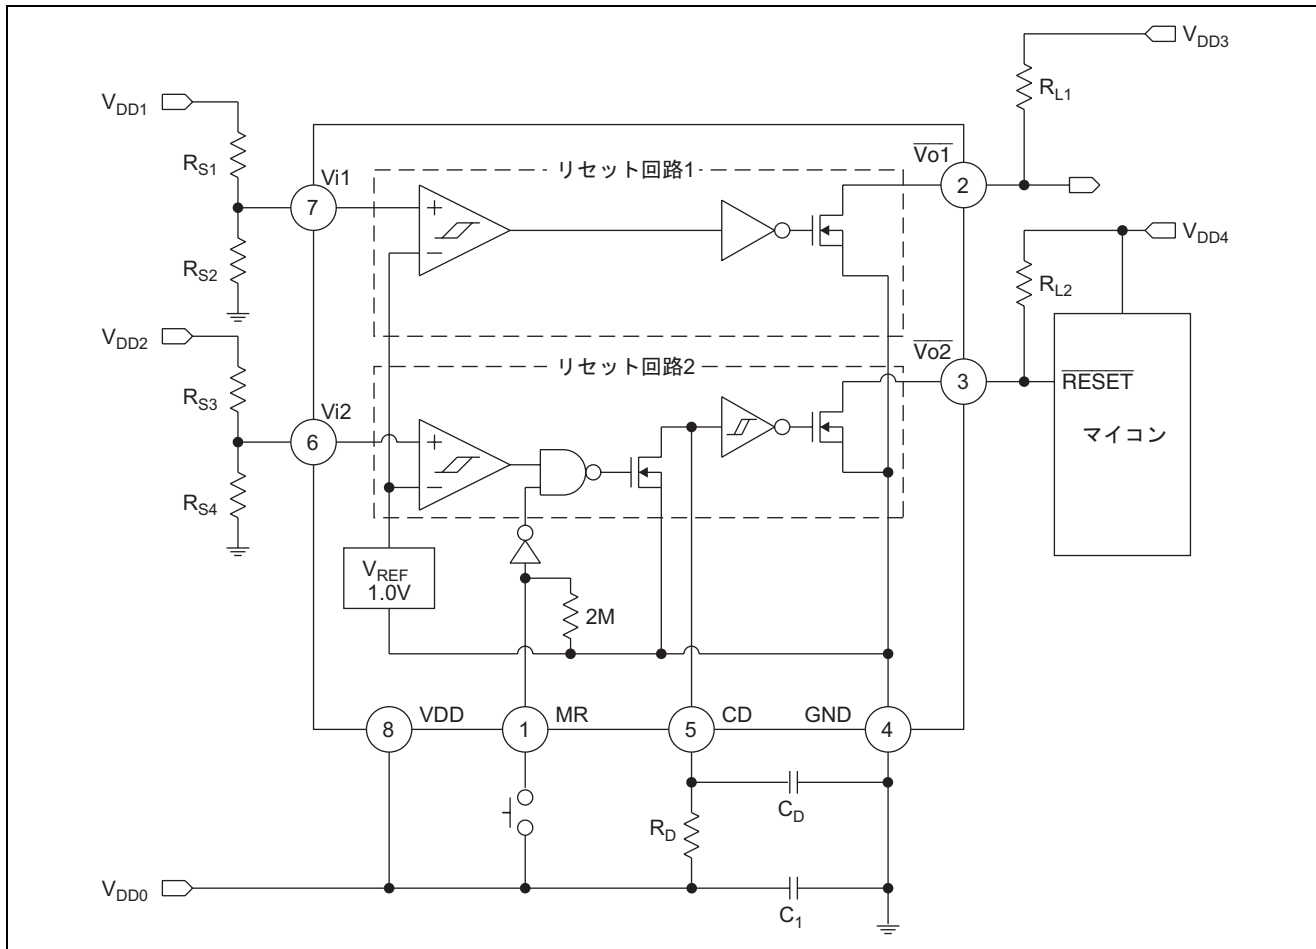 VDD3
RL1
VDD1
RS1
Vi1
7
RS2
リセット回路1
+
−
Vo1
2
VDD4
RL2
VDD2
RS3
Vi2
6
RS4
リセット回路2
+
−
Vo2
3
RESET
マイコン
VREF
1.0V
2M
8
VDD
1
MR
5
CD
GND
4
CD
RD
VDD0
C1